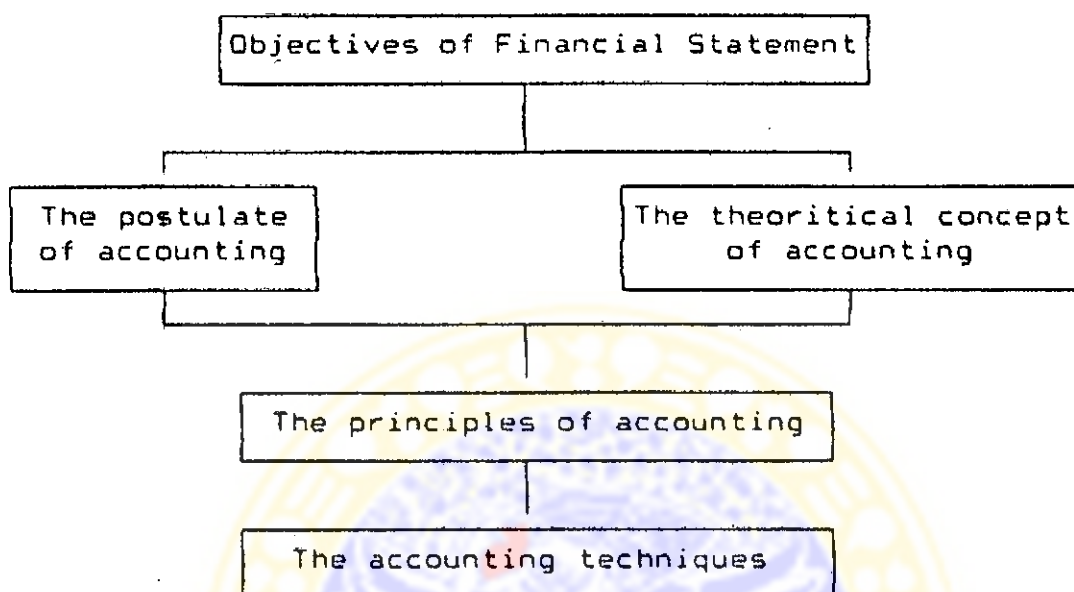 Objectives of Financial Statement
The postulate
of accounting
The theoritical concept
of accounting
The principles of accounting
The accounting techniques